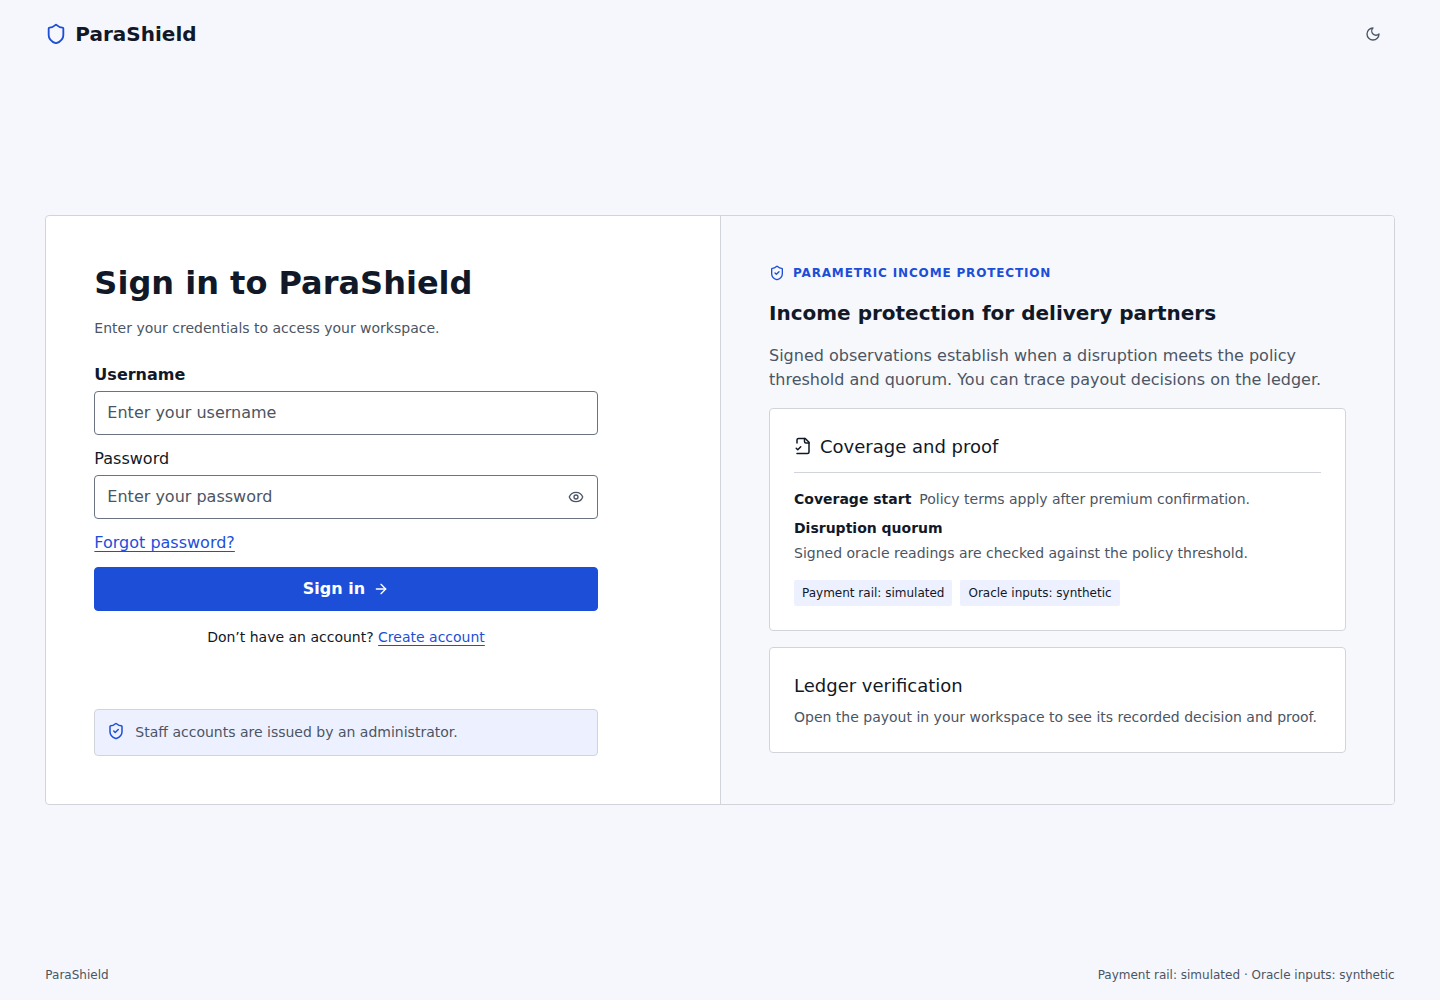 ParaShield
Sign in to ParaShield
Enter your credentials to access your workspace.
Username
Enter your username
Password
Enter your password
Forgot password?
Sign in
Don’t have an account? Create account
Staff accounts are issued by an administrator.
PARAMETRIC INCOME PROTECTION
Income protection for delivery partners
Signed observations establish when a disruption meets the policy
threshold and quorum. You can trace payout decisions on the ledger.
Coverage and proof
Coverage start Policy terms apply after premium confirmation.
Disruption quorum
Signed oracle readings are checked against the policy threshold.
Payment rail: simulated Oracle inputs: synthetic
Ledger verification
Open the payout in your workspace to see its recorded decision and proof.
ParaShield
Payment rail: simulated · Oracle inputs: synthetic